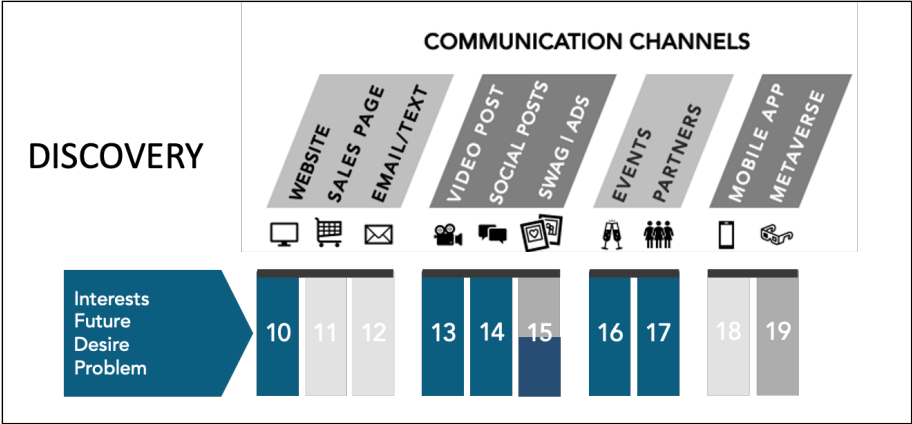 COMMUNICATION CHANNELS
DISCOVERY
WEBSITE
SALES PAGE
EMAIL/TEXT
VIDEO POST
SOCIAL POSTS
SWAG | ADS
EVENTS
PARTNERS
MOBILE APP
METAVERSE
Interests
Future
Desire
Problem
10 11 12 13 14 15 16 17 18 19